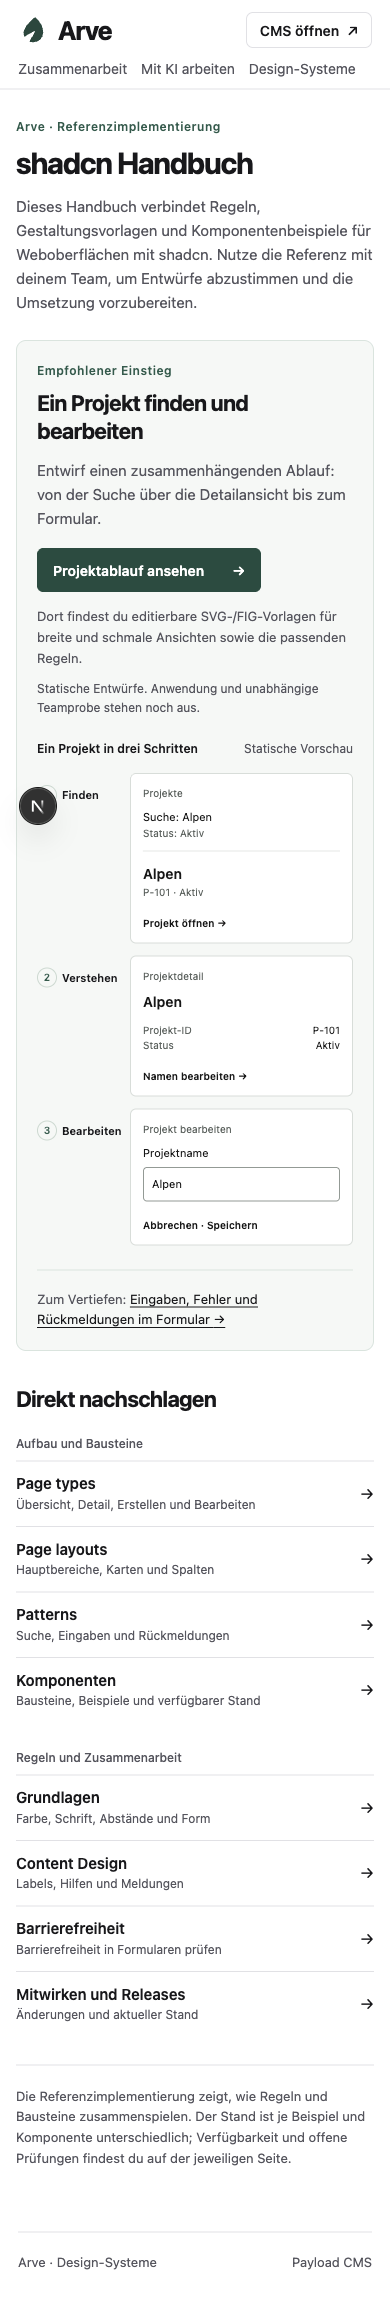 Arve
CMS öffnen ↗
Zusammenarbeit Mit KI arbeiten Design-Systeme
Arve · Referenzimplementierung
shadcn Handbuch
Dieses Handbuch verbindet Regeln,
Gestaltungsvorlagen und Komponentenbeispiele für
Weboberflächen mit shadcn. Nutze die Referenz mit
deinem Team, um Entwürfe abzustimmen und die
Umsetzung vorzubereiten.
Empfohlener Einstieg
Ein Projekt finden und
bearbeiten
Entwirf einen zusammenhängenden Ablauf:
von der Suche über die Detailansicht bis zum
Formular.
Projektablauf ansehen →
Dort findest du editierbare SVG-/FIG-Vorlagen für
breite und schmale Ansichten sowie die passenden
Regeln.
Statische Entwürfe. Anwendung und unabhängige
Teamprobe stehen noch aus.
Ein Projekt in drei Schritten Statische Vorschau
N
Finden
Projekte
Suche: Alpen
Status: Aktiv
Alpen
P-101 · Aktiv
Projekt öffnen →
2 Verstehen
Projektdetail
Alpen
Projekt-ID P-101
Status Aktiv
Namen bearbeiten →
3 Bearbeiten
Projekt bearbeiten
Projektname
Alpen
Abbrechen · Speichern
Zum Vertiefen: Eingaben, Fehler und
Rückmeldungen im Formular →
Direkt nachschlagen
Aufbau und Bausteine
Page types →
Übersicht, Detail, Erstellen und Bearbeiten
Page layouts →
Hauptbereiche, Karten und Spalten
Patterns →
Suche, Eingaben und Rückmeldungen
Komponenten →
Bausteine, Beispiele und verfügbarer Stand
Regeln und Zusammenarbeit
Grundlagen →
Farbe, Schrift, Abstände und Form
Content Design →
Labels, Hilfen und Meldungen
Barrierefreiheit →
Barrierefreiheit in Formularen prüfen
Mitwirken und Releases →
Änderungen und aktueller Stand
Die Referenzimplementierung zeigt, wie Regeln und
Bausteine zusammenspielen. Der Stand ist je Beispiel und
Komponente unterschiedlich; Verfügbarkeit und offene
Prüfungen findest du auf der jeweiligen Seite.
Arve · Design-Systeme Payload CMS